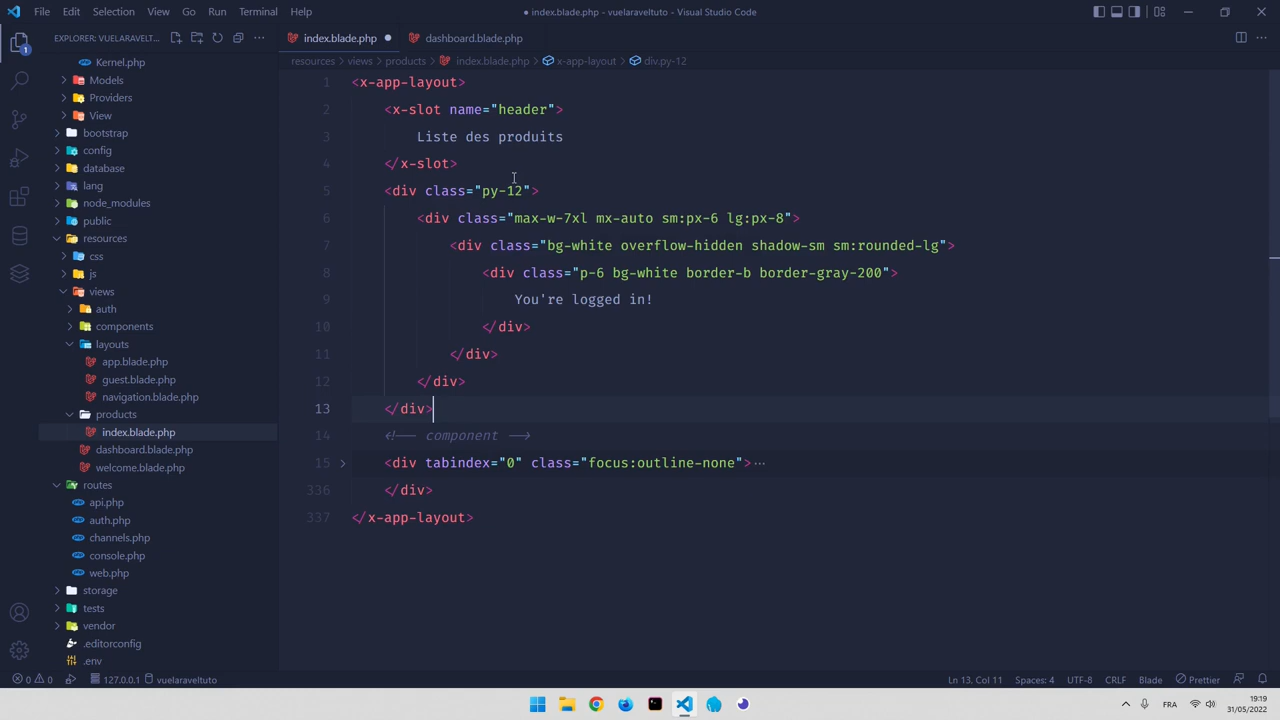 File Edit Selection View Go Run Terminal Help
index.blade.php - vuelaraveltuto - Visual Studio Code
EXPLORER: VUELARAVELT...
index.blade.php
dashboard.blade.php
resources views products index.blade.php x-app-layout div.py-12
Kernel.php
Models
Providers
View
bootstrap
config
database
lang
node_modules
public
resources
css
js
views
auth
components
layouts
app.blade.php
guest.blade.php
navigation.blade.php
products
index.blade.php
dashboard.blade.php
welcome.blade.php
routes
api.php
auth.php
channels.php
console.php
web.php
storage
tests
vendor
.editorconfig
.env
1 <x-app-layout>
2 <x-slot name="header">
3 Liste des produits
4 </x-slot>
5 <div class="py-12">
6 <div class="max-w-7xl mx-auto sm:px-6 lg:px-8">
7 <div class="bg-white overflow-hidden shadow-sm sm:rounded-lg">
8 <div class="p-6 bg-white border-b border-gray-200">
9 You're logged in!
10 </div>
11 </div>
12 </div>
13 </div>
14 <!-- component -->
15 <div tabindex="0" class="focus:outline-none">...
336 </div>
337 </x-app-layout>
1
0 0 127.0.0.1 vuelaraveltuto Ln 13, Col 11 Spaces: 4 UTF-8 CRLF Blade Prettier
FRA 19:19
31/05/2022